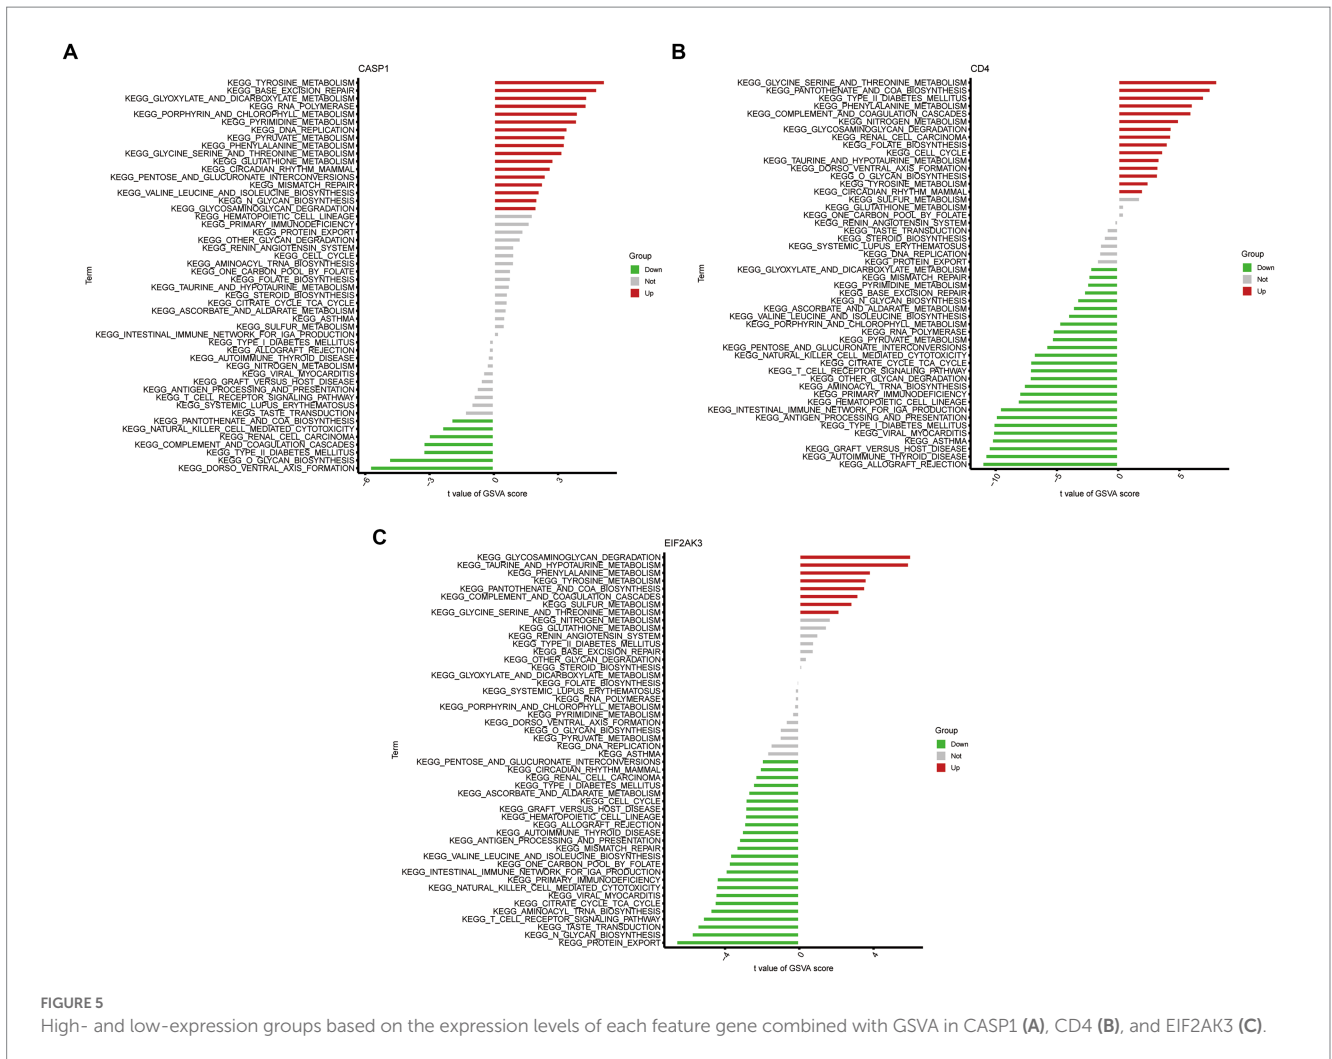 A
CASP1
KEGG_TYROSINE_METABOLISM
KEGG_BASE_EXCISION_REPAIR
KEGG_GLYOXYLATE_AND_DICARBOXYLATE_METABOLISM
KEGG_RNA_POLYMERASE
KEGG_PORPHYRIN_AND_CHLOROPHYLL_METABOLISM
KEGG_PYRIMIDINE_METABOLISM
KEGG_DNA_REPLICATION
KEGG_PYRUVATE_METABOLISM
KEGG_PHENYLALANINE_METABOLISM
KEGG_GLYCINE_SERINE_AND_THREONINE_METABOLISM
KEGG_GLUTATHIONE_METABOLISM
KEGG_CIRCADIAN_RHYTHM_MAMMAL
KEGG_PENTOSE_AND_GLUCURONATE_INTERCONVERSIONS
KEGG_MISMATCH_REPAIR
KEGG_VALINE_LEUCINE_AND_ISOLEUCINE_BIOSYNTHESIS
KEGG_N_GLYCAN_BIOSYNTHESIS
KEGG_GLYCOSAMINOGLYCAN_DEGRADATION
KEGG_HEMATOPOIETIC_CELL_LINEAGE
KEGG_PRIMARY_IMMUNODEFICIENCY
KEGG_PROTEIN_EXPORT
KEGG_OTHER_GLYCAN_DEGRADATION
KEGG_RENIN_ANGIOTENSIN_SYSTEM
KEGG_CELL_CYCLE
KEGG_AMINOACYL_TRNA_BIOSYNTHESIS
KEGG_ONE_CARBON_POOL_BY_FOLATE
KEGG_FOLATE_BIOSYNTHESIS
KEGG_TAURINE_AND_HYPOTAURINE_METABOLISM
KEGG_STEROID_BIOSYNTHESIS
KEGG_CITRATE_CYCLE_TCA_CYCLE
KEGG_ASCORBATE_AND_ALDARATE_METABOLISM
KEGG_ASTHMA
KEGG_SULFUR_METABOLISM
KEGG_INTESTINAL_IMMUNE_NETWORK_FOR_IGA_PRODUCTION
KEGG_TYPE_I_DIABETES_MELLITUS
KEGG_ALLOGRAFT_REJECTION
KEGG_AUTOIMMUNE_THYROID_DISEASE
KEGG_NITROGEN_METABOLISM
KEGG_VIRAL_MYOCARDITIS
KEGG_GRAFT_VERSUS_HOST_DISEASE
KEGG_ANTIGEN_PROCESSING_AND_PRESENTATION
KEGG_T_CELL_RECEPTOR_SIGNALING_PATHWAY
KEGG_SYSTEMIC_LUPUS_ERYTHEMATOSUS
KEGG_TASTE_TRANSDUCTION
KEGG_PANTOTHENATE_AND_COA_BIOSYNTHESIS
KEGG_NATURAL_KILLER_CELL_MEDIATED_CYTOTOXICITY
KEGG_RENAL_CELL_CARCINOMA
KEGG_COMPLEMENT_AND_COAGULATION_CASCADES
KEGG_TYPE_II_DIABETES_MELLITUS
KEGG_O_GLYCAN_BIOSYNTHESIS
KEGG_DORSO_VENTRAL_AXIS_FORMATION
Term
-6 -3 0 3
t value of GSVA score
Group
Down
Not
Up
B
CD4
KEGG_GLYCINE_SERINE_AND_THREONINE_METABOLISM
KEGG_PANTOTHENATE_AND_COA_BIOSYNTHESIS
KEGG_TYPE_II_DIABETES_MELLITUS
KEGG_PHENYLALANINE_METABOLISM
KEGG_COMPLEMENT_AND_COAGULATION_CASCADES
KEGG_NITROGEN_METABOLISM
KEGG_GLYCOSAMINOGLYCAN_DEGRADATION
KEGG_RENAL_CELL_CARCINOMA
KEGG_FOLATE_BIOSYNTHESIS
KEGG_CELL_CYCLE
KEGG_TAURINE_AND_HYPOTAURINE_METABOLISM
KEGG_DORSO_VENTRAL_AXIS_FORMATION
KEGG_O_GLYCAN_BIOSYNTHESIS
KEGG_TYROSINE_METABOLISM
KEGG_CIRCADIAN_RHYTHM_MAMMAL
KEGG_SULFUR_METABOLISM
KEGG_GLUTATHIONE_METABOLISM
KEGG_ONE_CARBON_POOL_BY_FOLATE
KEGG_RENIN_ANGIOTENSIN_SYSTEM
KEGG_TASTE_TRANSDUCTION
KEGG_STEROID_BIOSYNTHESIS
KEGG_SYSTEMIC_LUPUS_ERYTHEMATOSUS
KEGG_DNA_REPLICATION
KEGG_PROTEIN_EXPORT
KEGG_GLYOXYLATE_AND_DICARBOXYLATE_METABOLISM
KEGG_MISMATCH_REPAIR
KEGG_PYRIMIDINE_METABOLISM
KEGG_BASE_EXCISION_REPAIR
KEGG_N_GLYCAN_BIOSYNTHESIS
KEGG_ASCORBATE_AND_ALDARATE_METABOLISM
KEGG_VALINE_LEUCINE_AND_ISOLEUCINE_BIOSYNTHESIS
KEGG_PORPHYRIN_AND_CHLOROPHYLL_METABOLISM
KEGG_RNA_POLYMERASE
KEGG_PYRUVATE_METABOLISM
KEGG_PENTOSE_AND_GLUCURONATE_INTERCONVERSIONS
KEGG_NATURAL_KILLER_CELL_MEDIATED_CYTOTOXICITY
KEGG_CITRATE_CYCLE_TCA_CYCLE
KEGG_T_CELL_RECEPTOR_SIGNALING_PATHWAY
KEGG_OTHER_GLYCAN_DEGRADATION
KEGG_AMINOACYL_TRNA_BIOSYNTHESIS
KEGG_PRIMARY_IMMUNODEFICIENCY
KEGG_HEMATOPOIETIC_CELL_LINEAGE
KEGG_INTESTINAL_IMMUNE_NETWORK_FOR_IGA_PRODUCTION
KEGG_ANTIGEN_PROCESSING_AND_PRESENTATION
KEGG_TYPE_I_DIABETES_MELLITUS
KEGG_VIRAL_MYOCARDITIS
KEGG_ASTHMA
KEGG_GRAFT_VERSUS_HOST_DISEASE
KEGG_AUTOIMMUNE_THYROID_DISEASE
KEGG_ALLOGRAFT_REJECTION
Term
-10 -5 0 5
t value of GSVA score
Group
Down
Not
Up
C
EIF2AK3
KEGG_GLYCOSAMINOGLYCAN_DEGRADATION
KEGG_TAURINE_AND_HYPOTAURINE_METABOLISM
KEGG_PHENYLALANINE_METABOLISM
KEGG_TYROSINE_METABOLISM
KEGG_PANTOTHENATE_AND_COA_BIOSYNTHESIS
KEGG_COMPLEMENT_AND_COAGULATION_CASCADES
KEGG_SULFUR_METABOLISM
KEGG_GLYCINE_SERINE_AND_THREONINE_METABOLISM
KEGG_NITROGEN_METABOLISM
KEGG_GLUTATHIONE_METABOLISM
KEGG_RENIN_ANGIOTENSIN_SYSTEM
KEGG_TYPE_II_DIABETES_MELLITUS
KEGG_BASE_EXCISION_REPAIR
KEGG_OTHER_GLYCAN_DEGRADATION
KEGG_STEROID_BIOSYNTHESIS
KEGG_GLYOXYLATE_AND_DICARBOXYLATE_METABOLISM
KEGG_FOLATE_BIOSYNTHESIS
KEGG_SYSTEMIC_LUPUS_ERYTHEMATOSUS
KEGG_RNA_POLYMERASE
KEGG_PORPHYRIN_AND_CHLOROPHYLL_METABOLISM
KEGG_PYRIMIDINE_METABOLISM
KEGG_DORSO_VENTRAL_AXIS_FORMATION
KEGG_O_GLYCAN_BIOSYNTHESIS
KEGG_PYRUVATE_METABOLISM
KEGG_DNA_REPLICATION
KEGG_ASTHMA
KEGG_PENTOSE_AND_GLUCURONATE_INTERCONVERSIONS
KEGG_CIRCADIAN_RHYTHM_MAMMAL
KEGG_RENAL_CELL_CARCINOMA
KEGG_TYPE_I_DIABETES_MELLITUS
KEGG_ASCORBATE_AND_ALDARATE_METABOLISM
KEGG_CELL_CYCLE
KEGG_GRAFT_VERSUS_HOST_DISEASE
KEGG_HEMATOPOIETIC_CELL_LINEAGE
KEGG_ALLOGRAFT_REJECTION
KEGG_AUTOIMMUNE_THYROID_DISEASE
KEGG_ANTIGEN_PROCESSING_AND_PRESENTATION
KEGG_MISMATCH_REPAIR
KEGG_VALINE_LEUCINE_AND_ISOLEUCINE_BIOSYNTHESIS
KEGG_ONE_CARBON_POOL_BY_FOLATE
KEGG_INTESTINAL_IMMUNE_NETWORK_FOR_IGA_PRODUCTION
KEGG_PRIMARY_IMMUNODEFICIENCY
KEGG_NATURAL_KILLER_CELL_MEDIATED_CYTOTOXICITY
KEGG_VIRAL_MYOCARDITIS
KEGG_CITRATE_CYCLE_TCA_CYCLE
KEGG_AMINOACYL_TRNA_BIOSYNTHESIS
KEGG_T_CELL_RECEPTOR_SIGNALING_PATHWAY
KEGG_TASTE_TRANSDUCTION
KEGG_N_GLYCAN_BIOSYNTHESIS
KEGG_PROTEIN_EXPORT
Term
-4 0 4
t value of GSVA score
Group
Down
Not
Up
FIGURE 5
High- and low-expression groups based on the expression levels of each feature gene combined with GSVA in CASP1 (A), CD4 (B), and EIF2AK3 (C).